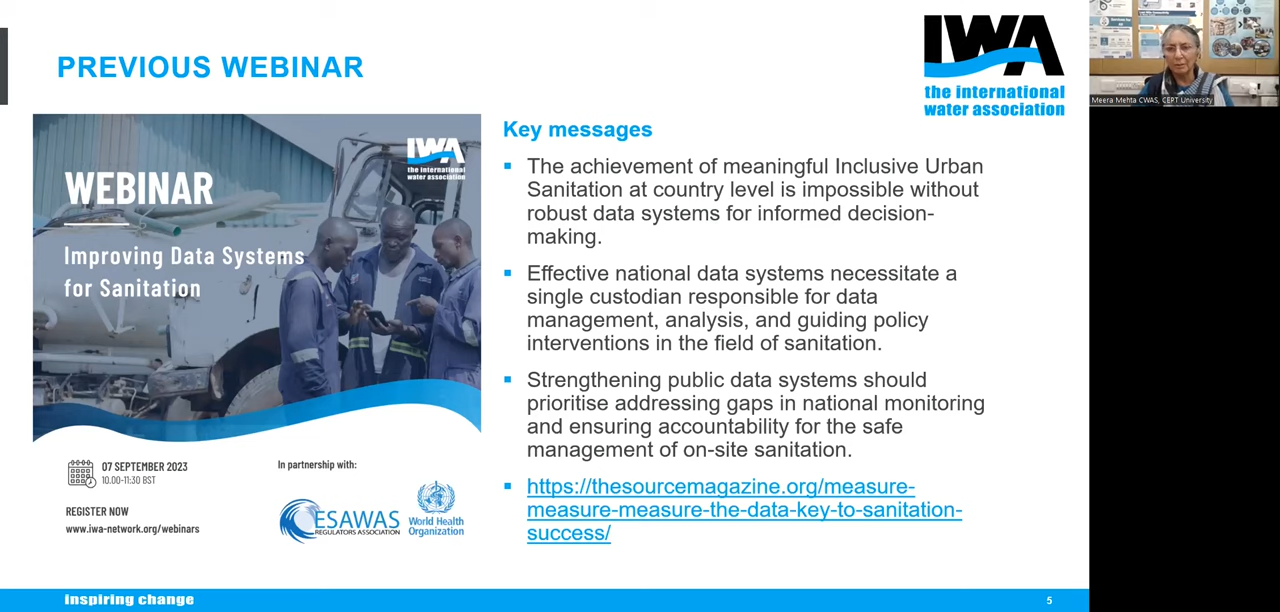 PREVIOUS WEBINAR
IWA
the international
water association
Meera Mehta CWAS, CEPT University
IWA
the international
water association
WEBINAR
Improving Data Systems
for Sanitation
07 SEPTEMBER 2023
10.00-11:30 BST
REGISTER NOW
www.iwa-network.org/webinars
In partnership with:
ESAWAS
REGULATORS ASSOCIATION
World Health
Organization
Key messages
The achievement of meaningful Inclusive Urban
Sanitation at country level is impossible without
robust data systems for informed decision-
making.
Effective national data systems necessitate a
single custodian responsible for data
management, analysis, and guiding policy
interventions in the field of sanitation.
Strengthening public data systems should
prioritise addressing gaps in national monitoring
and ensuring accountability for the safe
management of on-site sanitation.
https://thesourcemagazine.org/measure-
measure-measure-the-data-key-to-sanitation-
success/
inspiring change
5